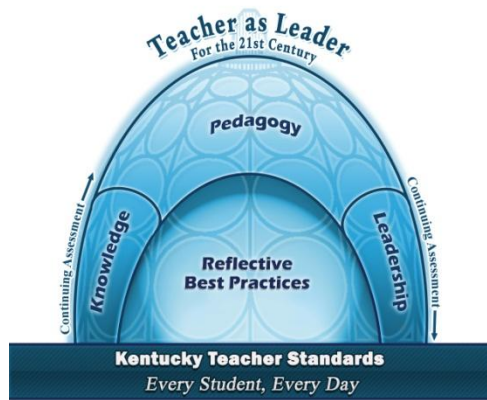 Teacher as Leader
For the 21st Century
Pedagogy
Continuing Assessment
Knowledge
Reflective
Best Practices
Leadership
Continuing Assessment
Kentucky Teacher Standards
Every Student, Every Day